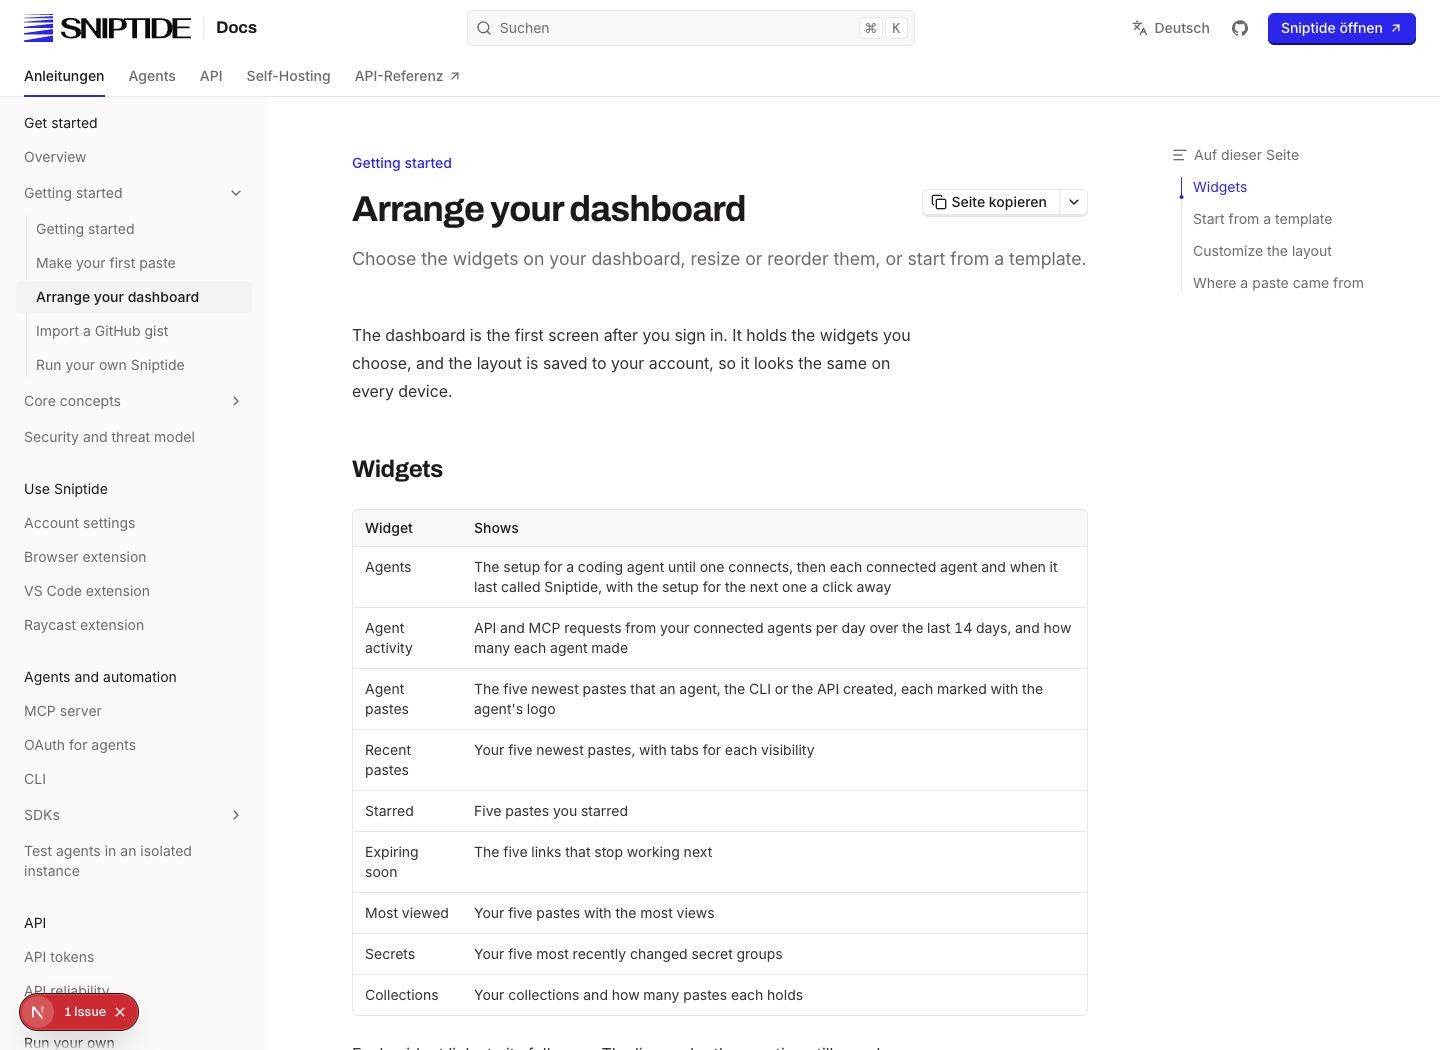 SNIPTIDE Docs
Suchen ⌘ K
Deutsch
Sniptide öffnen
Anleitungen Agents API Self-Hosting API-Referenz
Get started
Overview
Getting started
Getting started
Make your first paste
Arrange your dashboard
Import a GitHub gist
Run your own Sniptide
Core concepts
Security and threat model
Use Sniptide
Account settings
Browser extension
VS Code extension
Raycast extension
Agents and automation
MCP server
OAuth for agents
CLI
SDKs
Test agents in an isolated
instance
API
API tokens
API reliability
1 Issue
Run your own
Getting started
Arrange your dashboard
Seite kopieren
Choose the widgets on your dashboard, resize or reorder them, or start from a template.
The dashboard is the first screen after you sign in. It holds the widgets you
choose, and the layout is saved to your account, so it looks the same on
every device.
Widgets
Widget Shows
Agents The setup for a coding agent until one connects, then each connected agent and when it
last called Sniptide, with the setup for the next one a click away
Agent API and MCP requests from your connected agents per day over the last 14 days, and how
activity many each agent made
Agent The five newest pastes that an agent, the CLI or the API created, each marked with the
pastes agent's logo
Recent Your five newest pastes, with tabs for each visibility
pastes
Starred Five pastes you starred
Expiring The five links that stop working next
soon
Most viewed Your five pastes with the most views
Secrets Your five most recently changed secret groups
Collections Your collections and how many pastes each holds
Auf dieser Seite
Widgets
Start from a template
Customize the layout
Where a paste came from